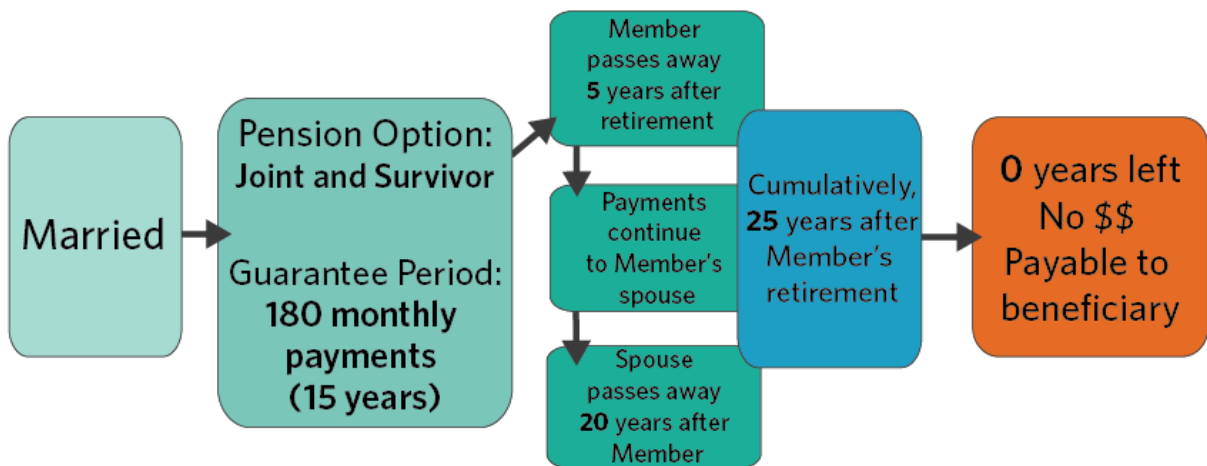 Married
Pension Option:
Joint and Survivor
Guarantee Period:
180 monthly
payments
(15 years)
Member
passes away
5 years after
retirement
Payments
continue
to Member's
spouse
Spouse
passes away
20 years after
Member
Cumulatively,
25 years after
Member's
retirement
0 years left
No $$
Payable to
beneficiary